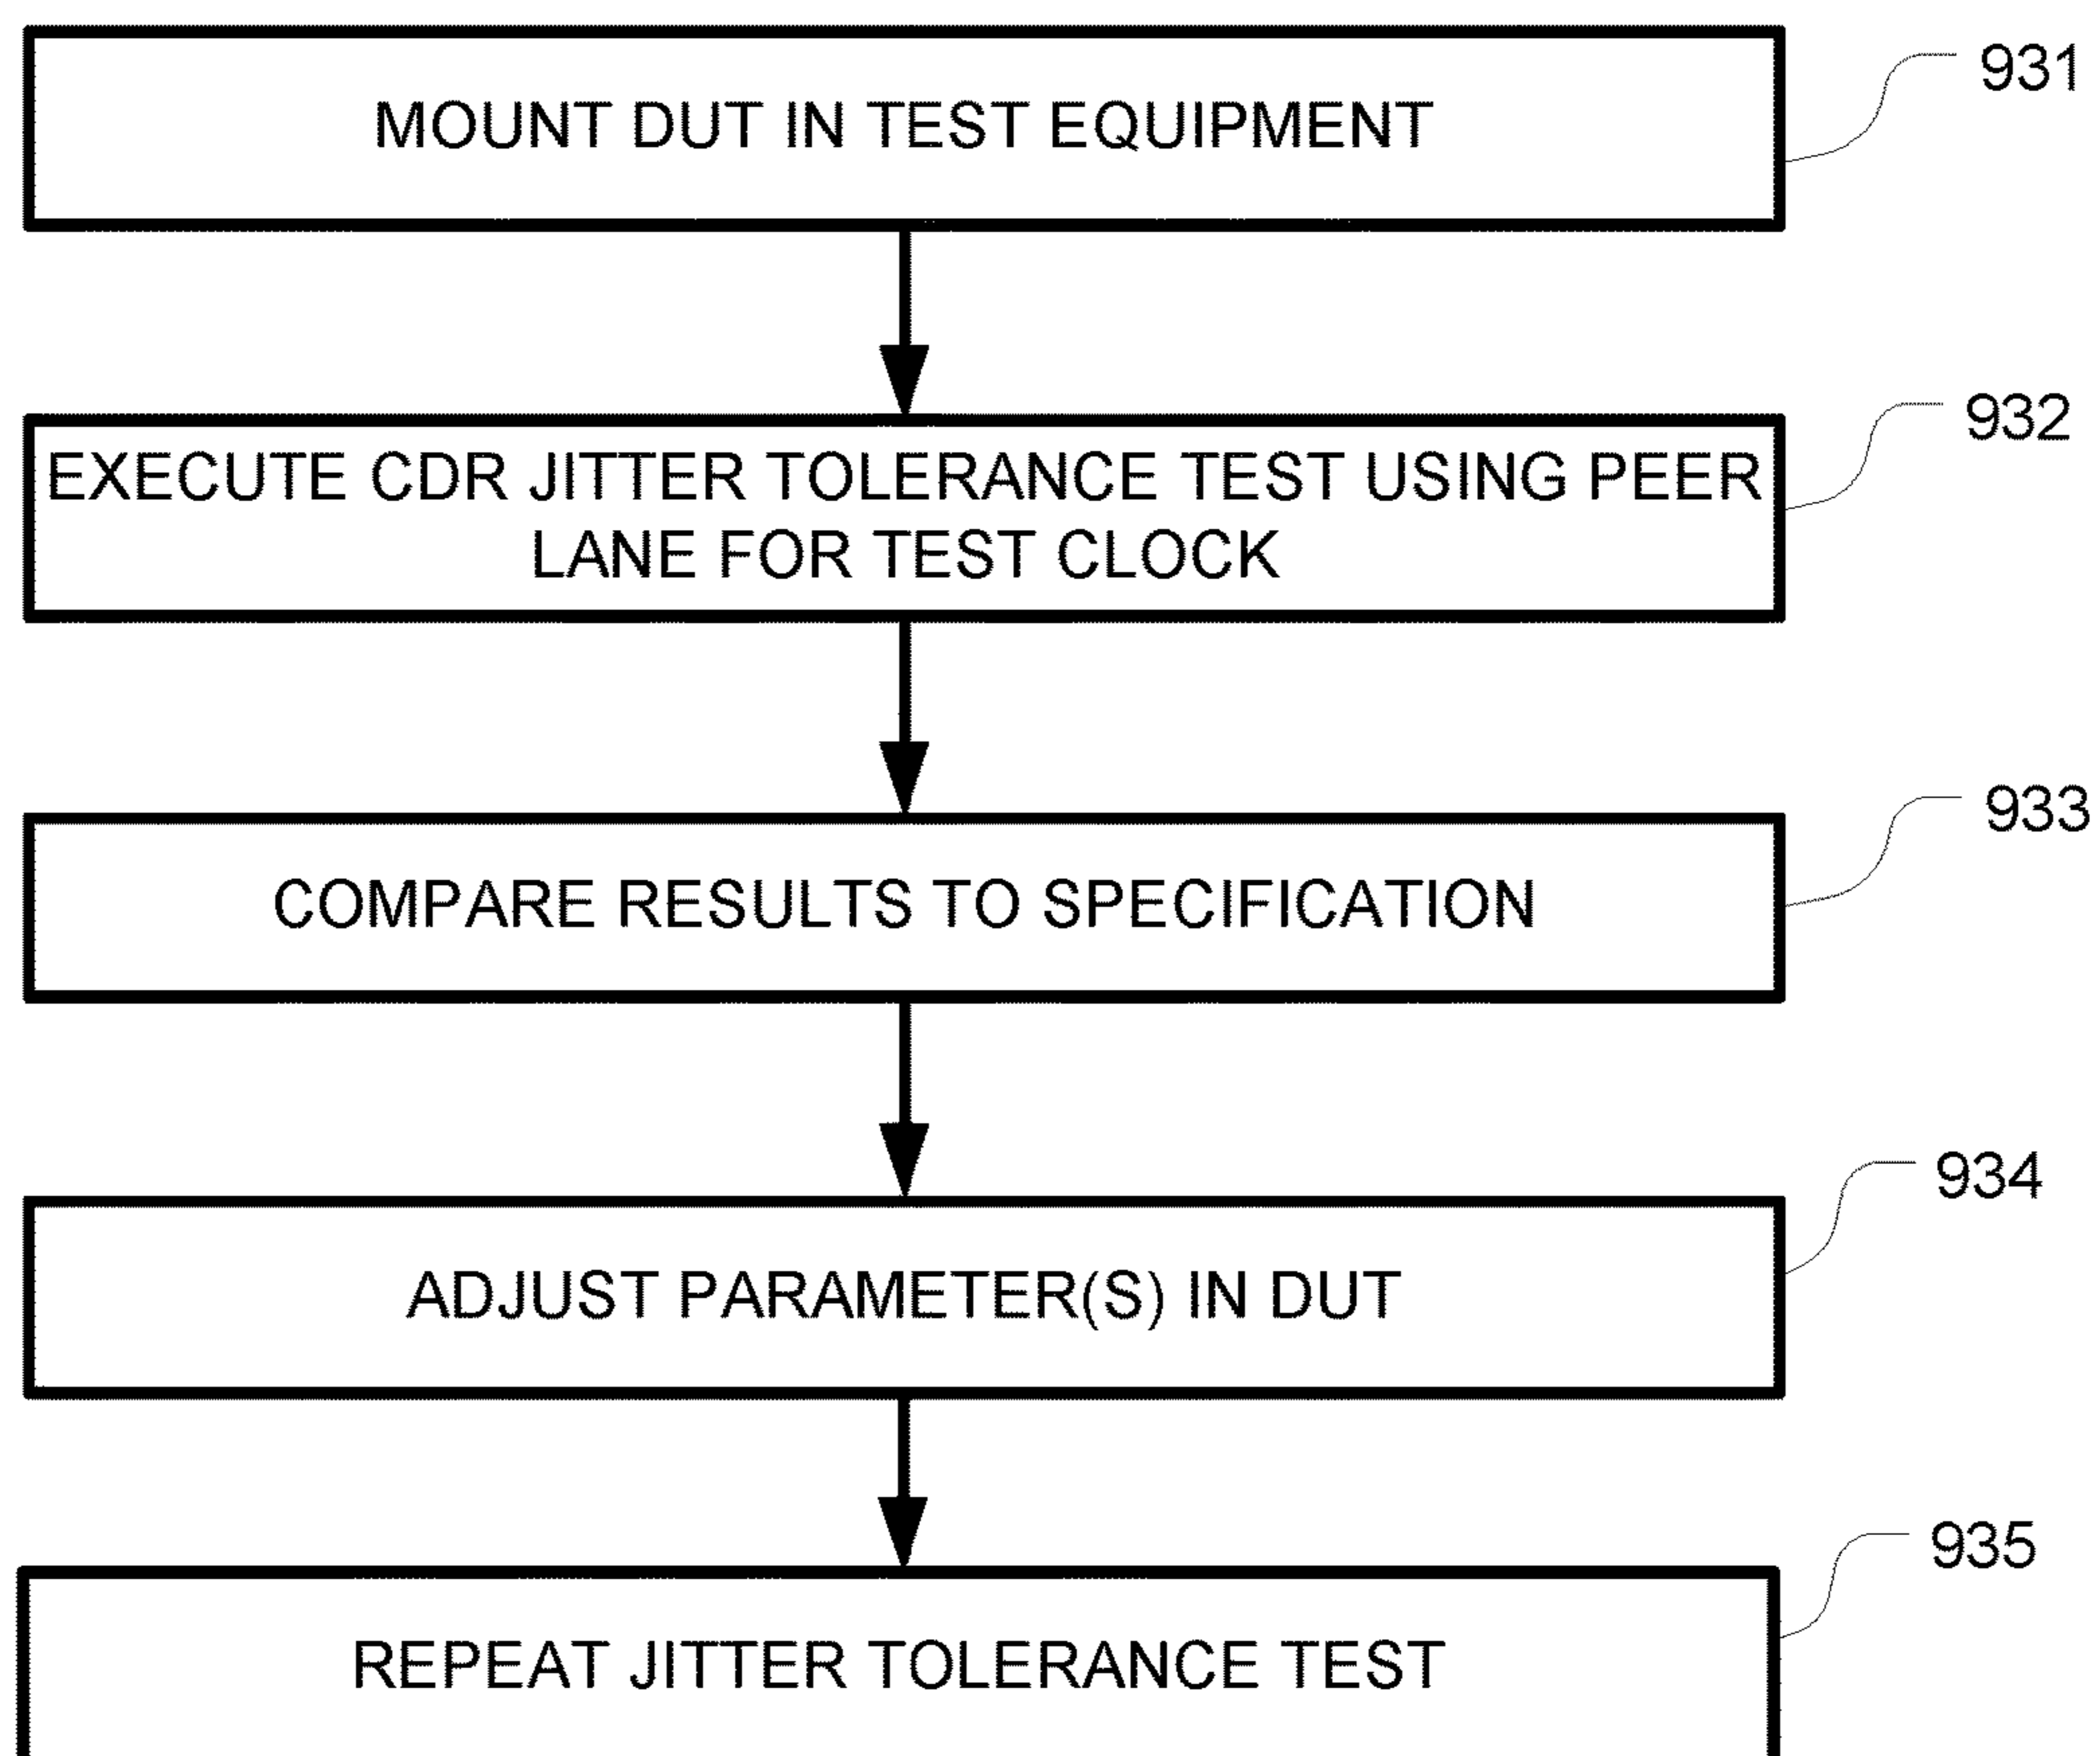 MOUNT DUT IN TEST EQUIPMENT
931
EXECUTE CDR JITTER TOLERANCE TEST USING PEER
LANE FOR TEST CLOCK
932
COMPARE RESULTS TO SPECIFICATION
933
ADJUST PARAMETER(S) IN DUT
934
REPEAT JITTER TOLERANCE TEST
935